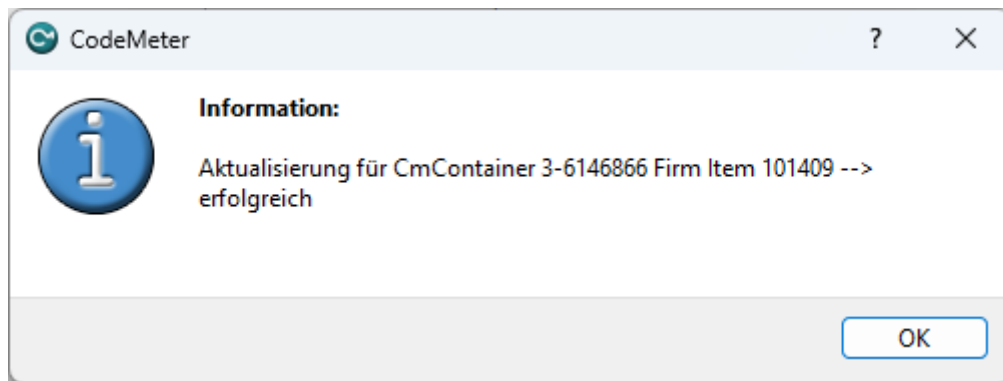 CodeMeter
?
Information:
Aktualisierung für CmContainer 3-6146866 Firm Item 101409 -->
erfolgreich
OK